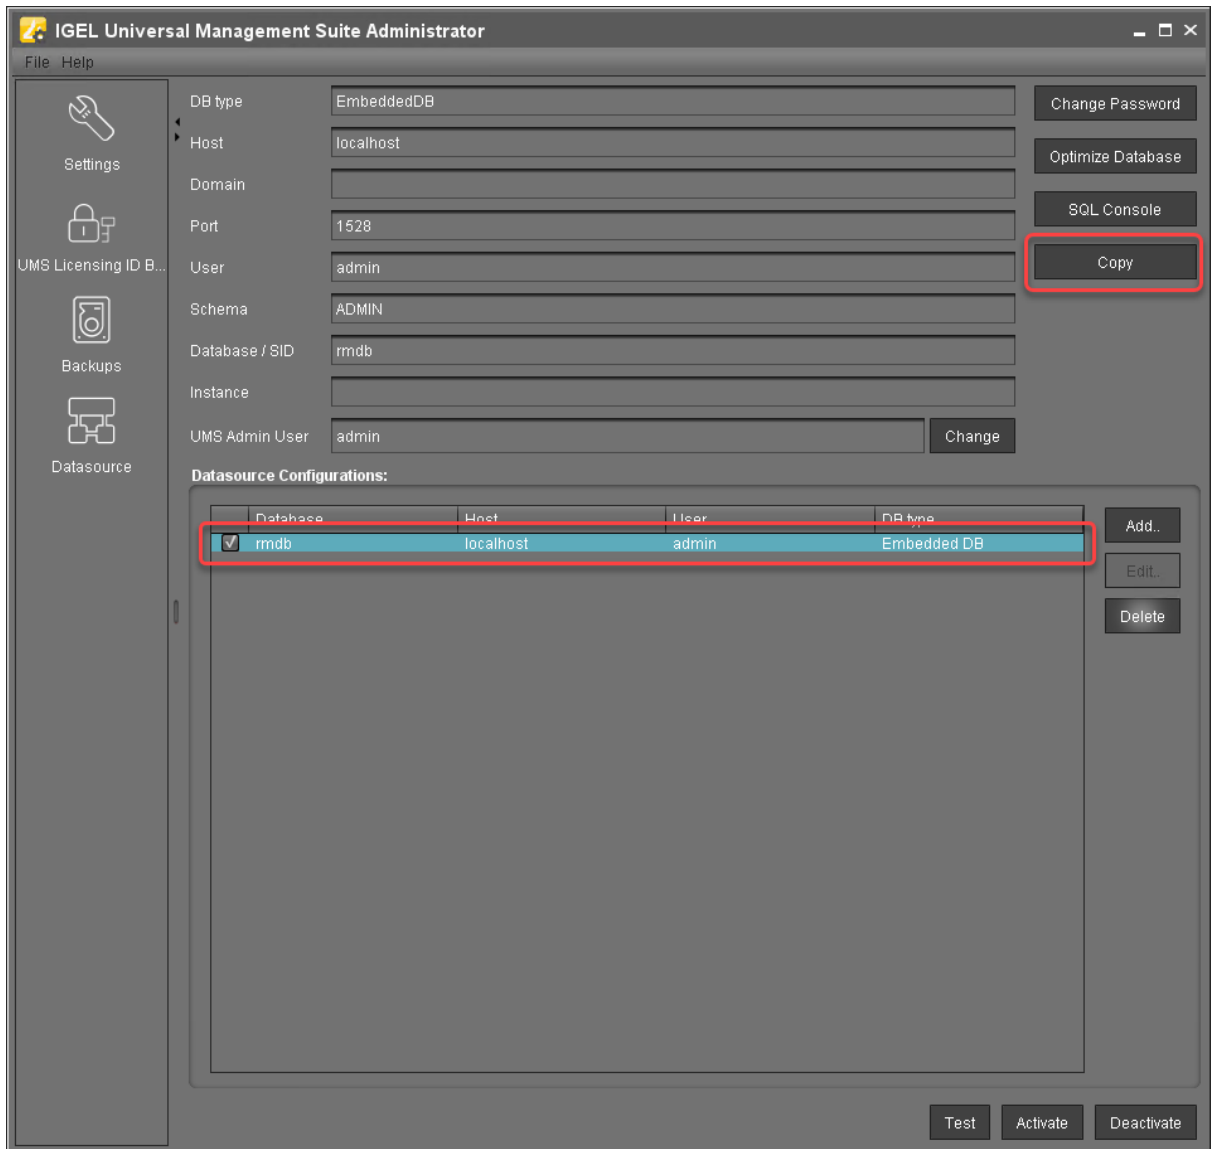 IGEL Universal Management Suite Administrator
File Help
Settings
UMS Licensing ID B...
Backups
Datasource
DB type EmbeddedDB
Host localhost
Domain
Port 1528
User admin
Schema ADMIN
Database / SID rmdb
Instance
UMS Admin User admin Change
Change Password
Optimize Database
SQL Console
Copy
Datasource Configurations:
Database Host User DB type
rmdb localhost admin Embedded DB
Add..
Edit..
Delete
Test Activate Deactivate